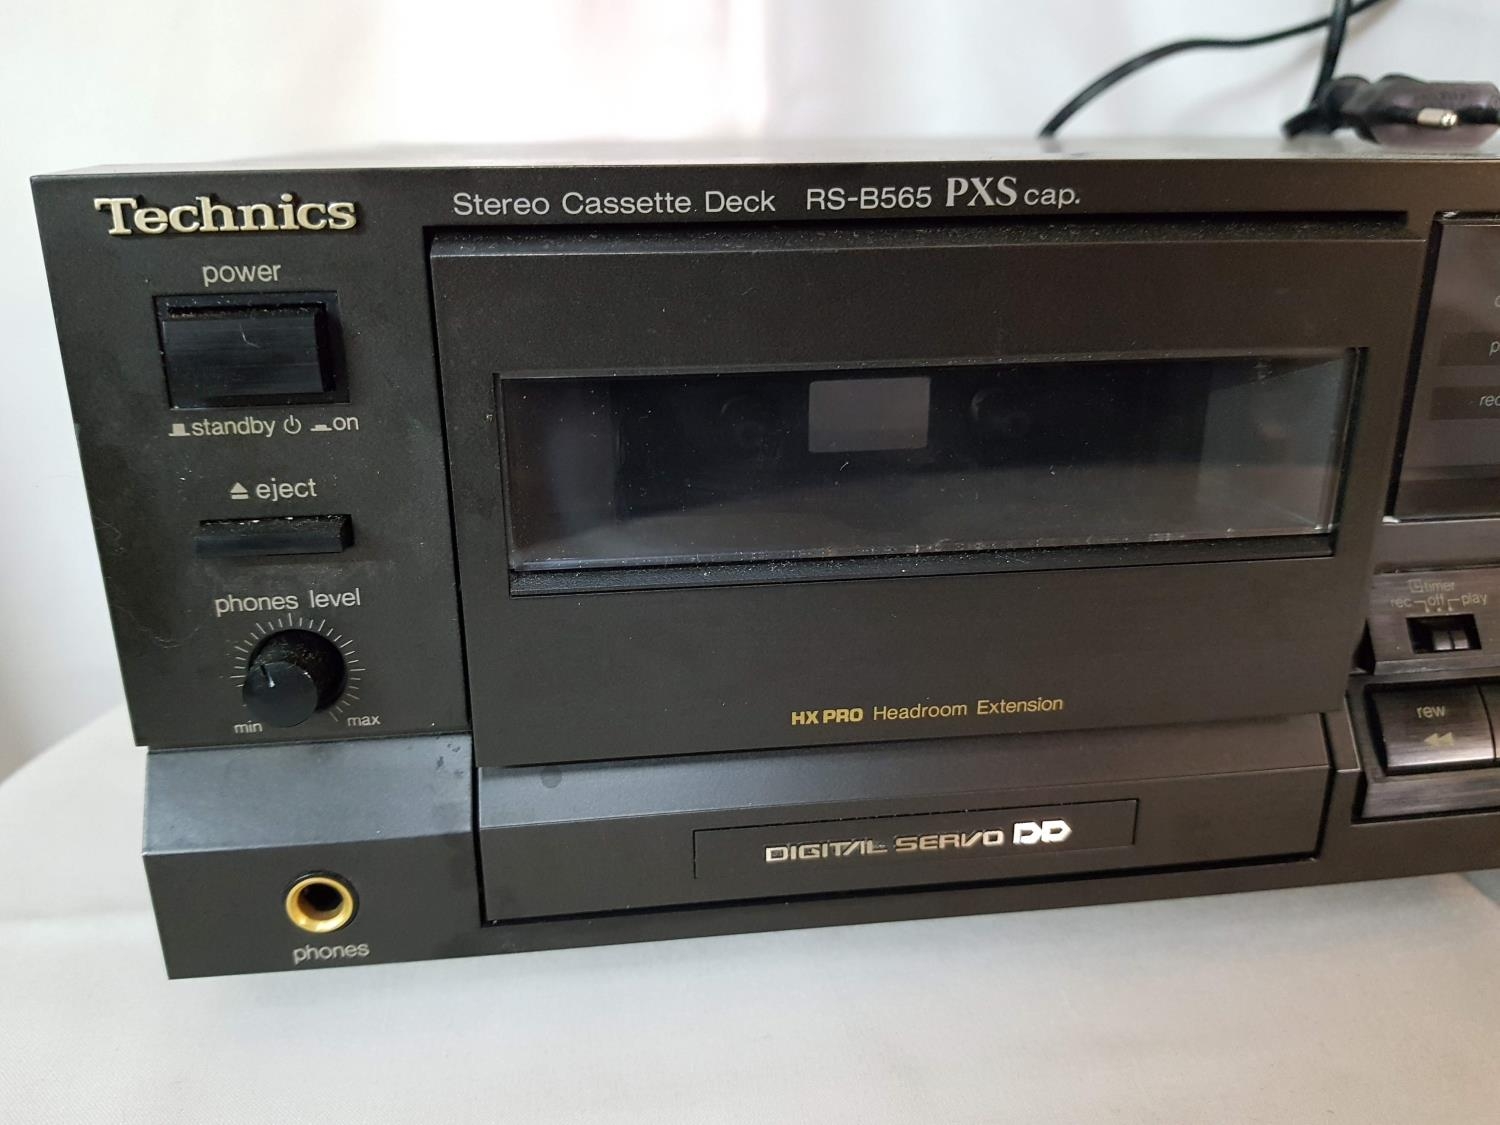 Technics
Stereo Cassette Deck RS-B565 PXS cap.
power
standby on
eject
phones level
min max
phones
HX PRO Headroom Extension
DIGITAL SERVO DD
timer
rec off play
rew
rec